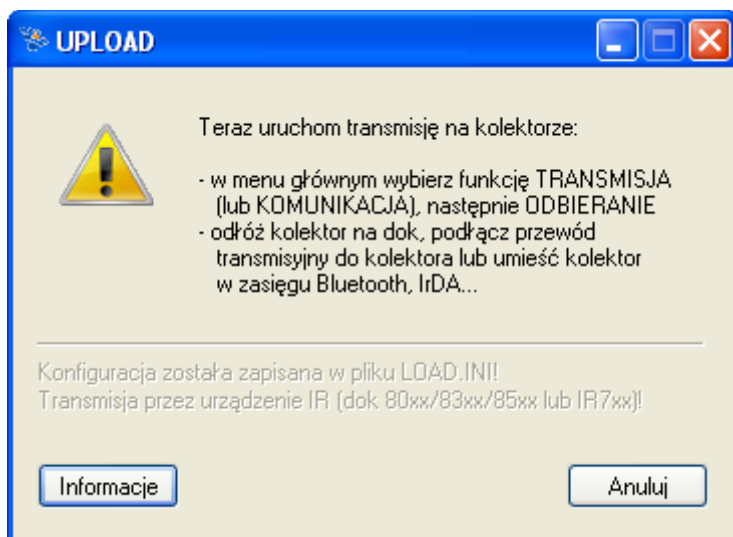 UPLOAD
Teraz uruchom transmisję na kolektorze:
- w menu głównym wybierz funkcję TRANSMISJA
(lub KOMUNIKACJA), następnie ODBIERANIE
- odłóż kolektor na dok, podłącz przewód
transmisyjny do kolektora lub umieść kolektor
w zasięgu Bluetooth, IrDA...
Konfiguracja została zapisana w pliku LOAD.INI!
Transmisja przez urządzenie IR (dok 80xx/83xx/85xx lub IR7xx)!
Informacje
Anuluj